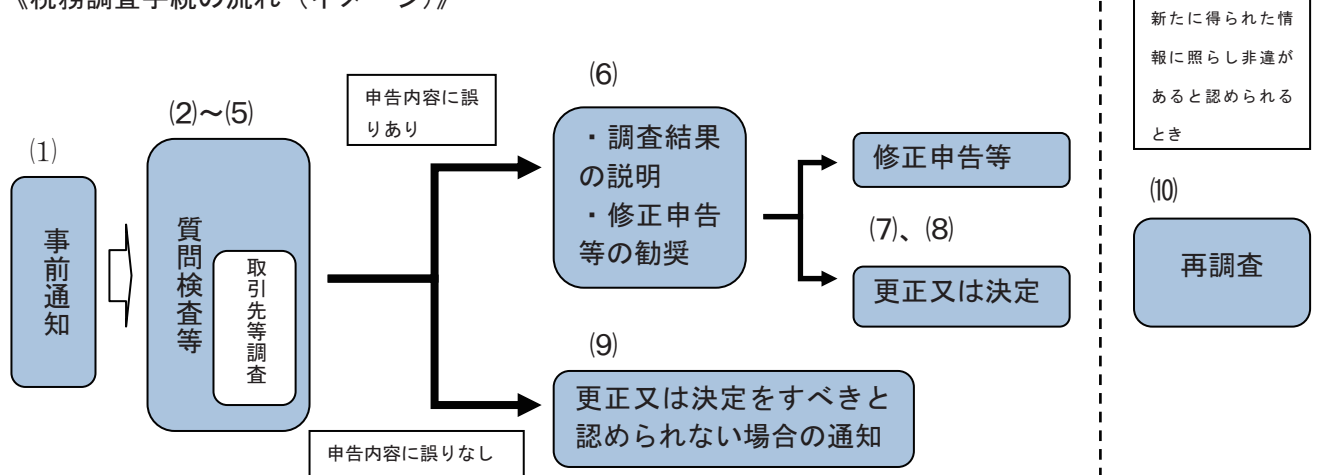 《税務調査手続の流れ（イメージ）》
(1)
事前通知
(2)～(5)
質問検査等
取引先等調査
申告内容に誤
りあり
申告内容に誤りなし
(6)
・調査結果
の説明
・修正申告
等の勧奨
修正申告等
(7)、(8)
更正又は決定
(9)
更正又は決定をすべきと
認められない場合の通知
新たに得られた情
報に照らし非違が
あると認められる
とき
(10)
再調査